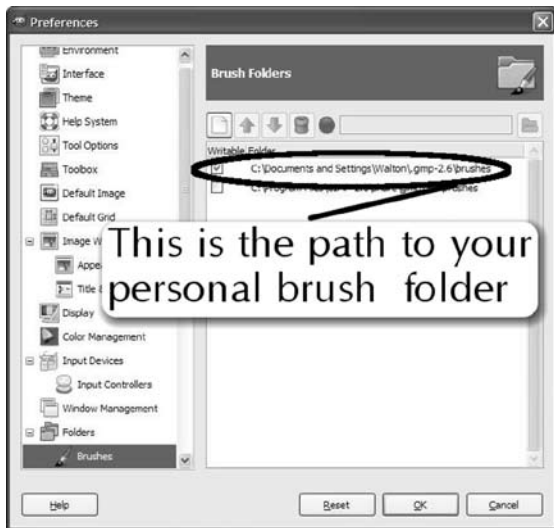 Preferences
Environment
Interface
Theme
Help System
Tool Options
Toolbox
Default Image
Default Grid
Image W
Appea
Title &
Display
Color Management
Input Devices
Input Controllers
Window Management
Folders
Brushes
Brush Folders
Writable Folder
C:\Documents and Settings\Walton\.gmp-2.6\brushes
This is the path to your
personal brush folder
Help
Reset
OK
Cancel